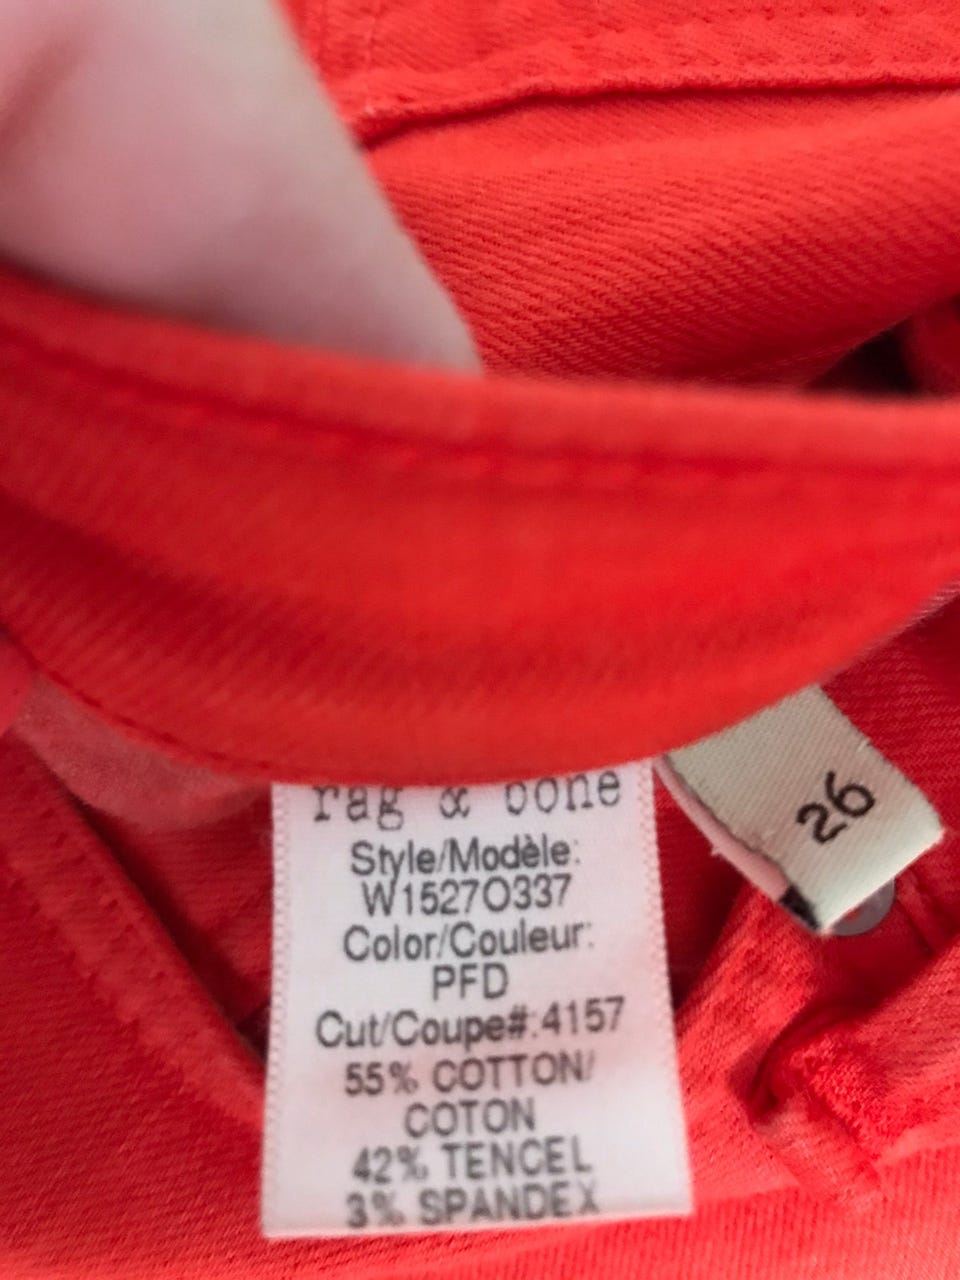 rag & bone
Style/Modèle:
W1527O337
Color/Couleur:
PFD
Cut/Coupe#:4157
55% COTTON/
COTON
42% TENCEL
3% SPANDEX
26